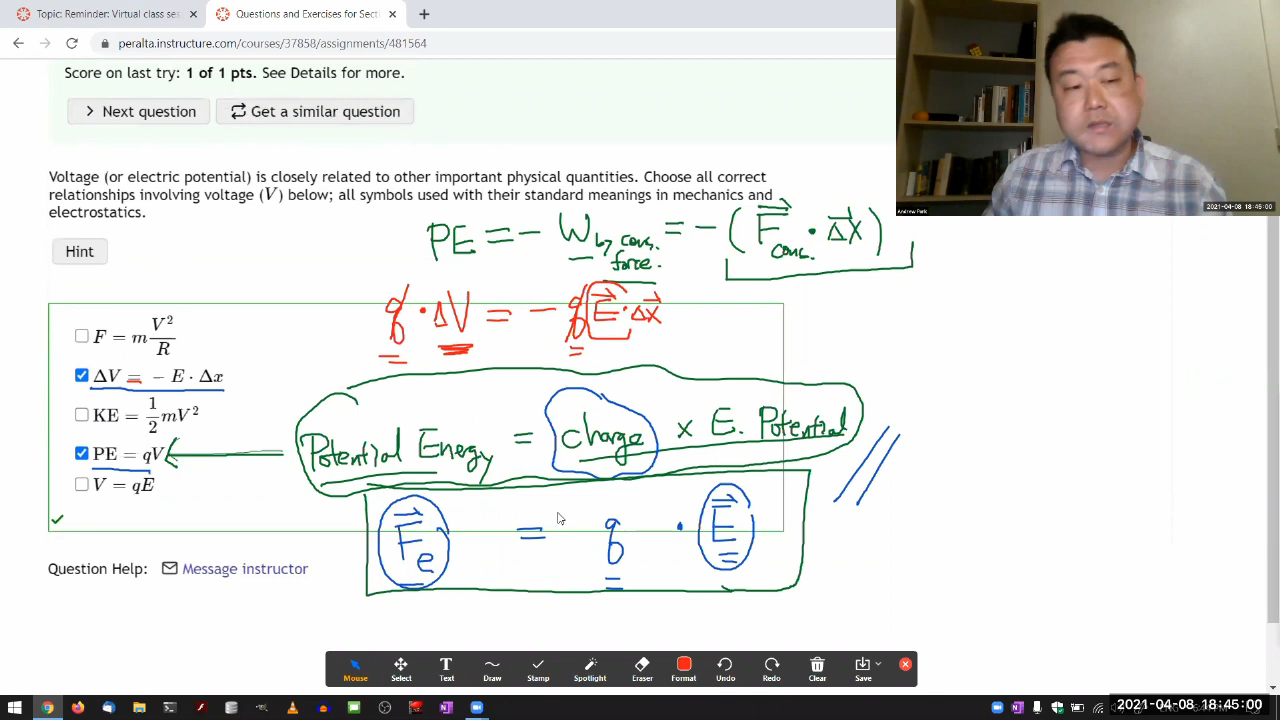 Topic: Reminder: Virtual class ses
Questions and Exercises for Secti
peralta.instructure.com/courses/37858/assignments/481564
Score on last try: 1 of 1 pts. See Details for more.
Next question
Get a similar question
Voltage (or electric potential) is closely related to other important physical quantities. Choose all correct
relationships involving voltage (V) below; all symbols used with their standard meanings in mechanics and
electrostatics.
Hint
PE = - W by cons. force. = - (F⃗ cons. · Δx⃗)
q · ΔV = - q E⃗ · Δx⃗
F = m V²/R
ΔV = - E · Δx
KE = 1/2 mV²
PE = qV
V = qE
Potential Energy = charge x E. Potential
F⃗e = q · E⃗
Question Help: Message instructor
Andrew Park
2021-04-08 18:45:00
Mouse Select Text Draw Stamp Spotlight Eraser Format Undo Redo Clear Save
2021-04-08 18:45:00